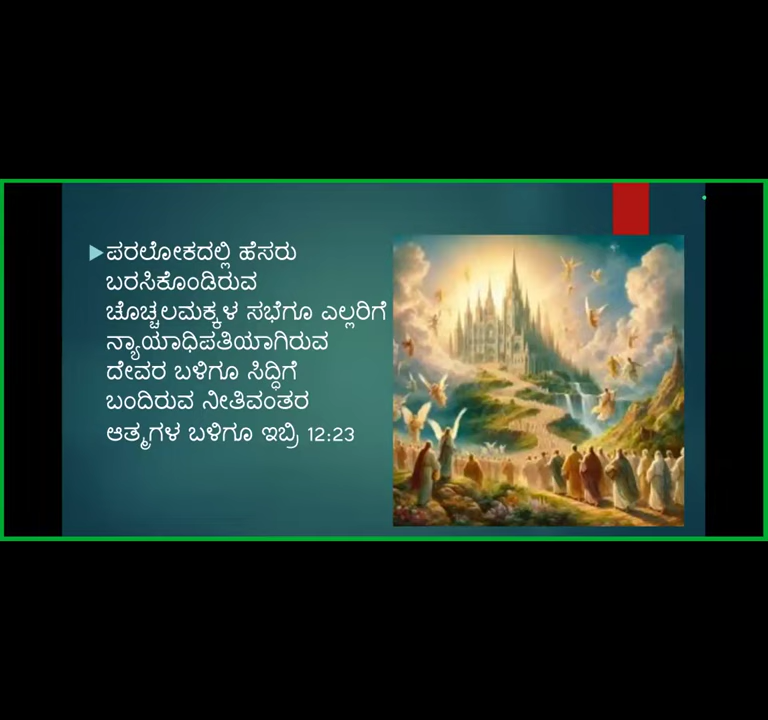 ಪರಲೋಕದಲ್ಲಿ ಹೆಸರು
ಬರಸಿಕೊಂಡಿರುವ
ಚೊಚ್ಚಲಮಕ್ಕಳ ಸಭೆಗೂ ಎಲ್ಲರಿಗೆ
ನ್ಯಾಯಾಧಿಪತಿಯಾಗಿರುವ
ದೇವರ ಬಳಿಗೂ ಸಿದ್ಧಿಗೆ
ಬಂದಿರುವ ನೀತಿವಂತರ
ಆತ್ಮಗಳ ಬಳಿಗೂ ಇಬ್ರಿ 12:23